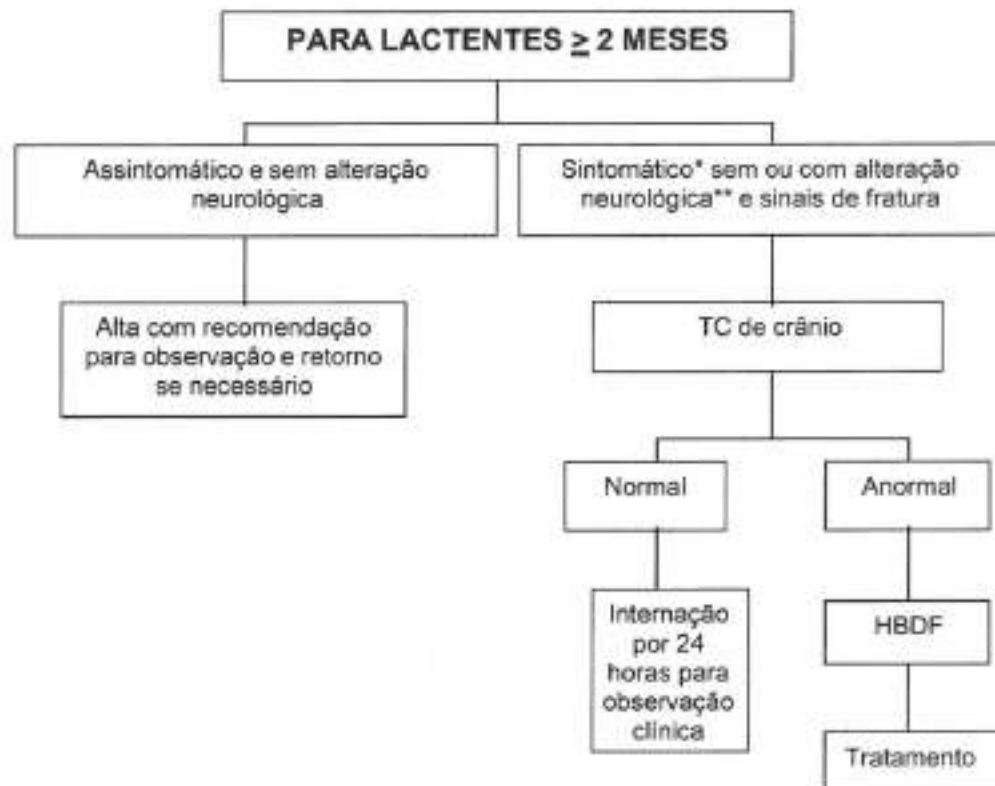 PARA LACTENTES ≥ 2 MESES
Assintomático e sem alteração
neurológica
Sintomático* sem ou com alteração
neurológica** e sinais de fratura
Alta com recomendação
para observação e retorno
se necessário
TC de crânio
Normal
Anormal
Internação
por 24
horas para
observação
clínica
HBDF
Tratamento